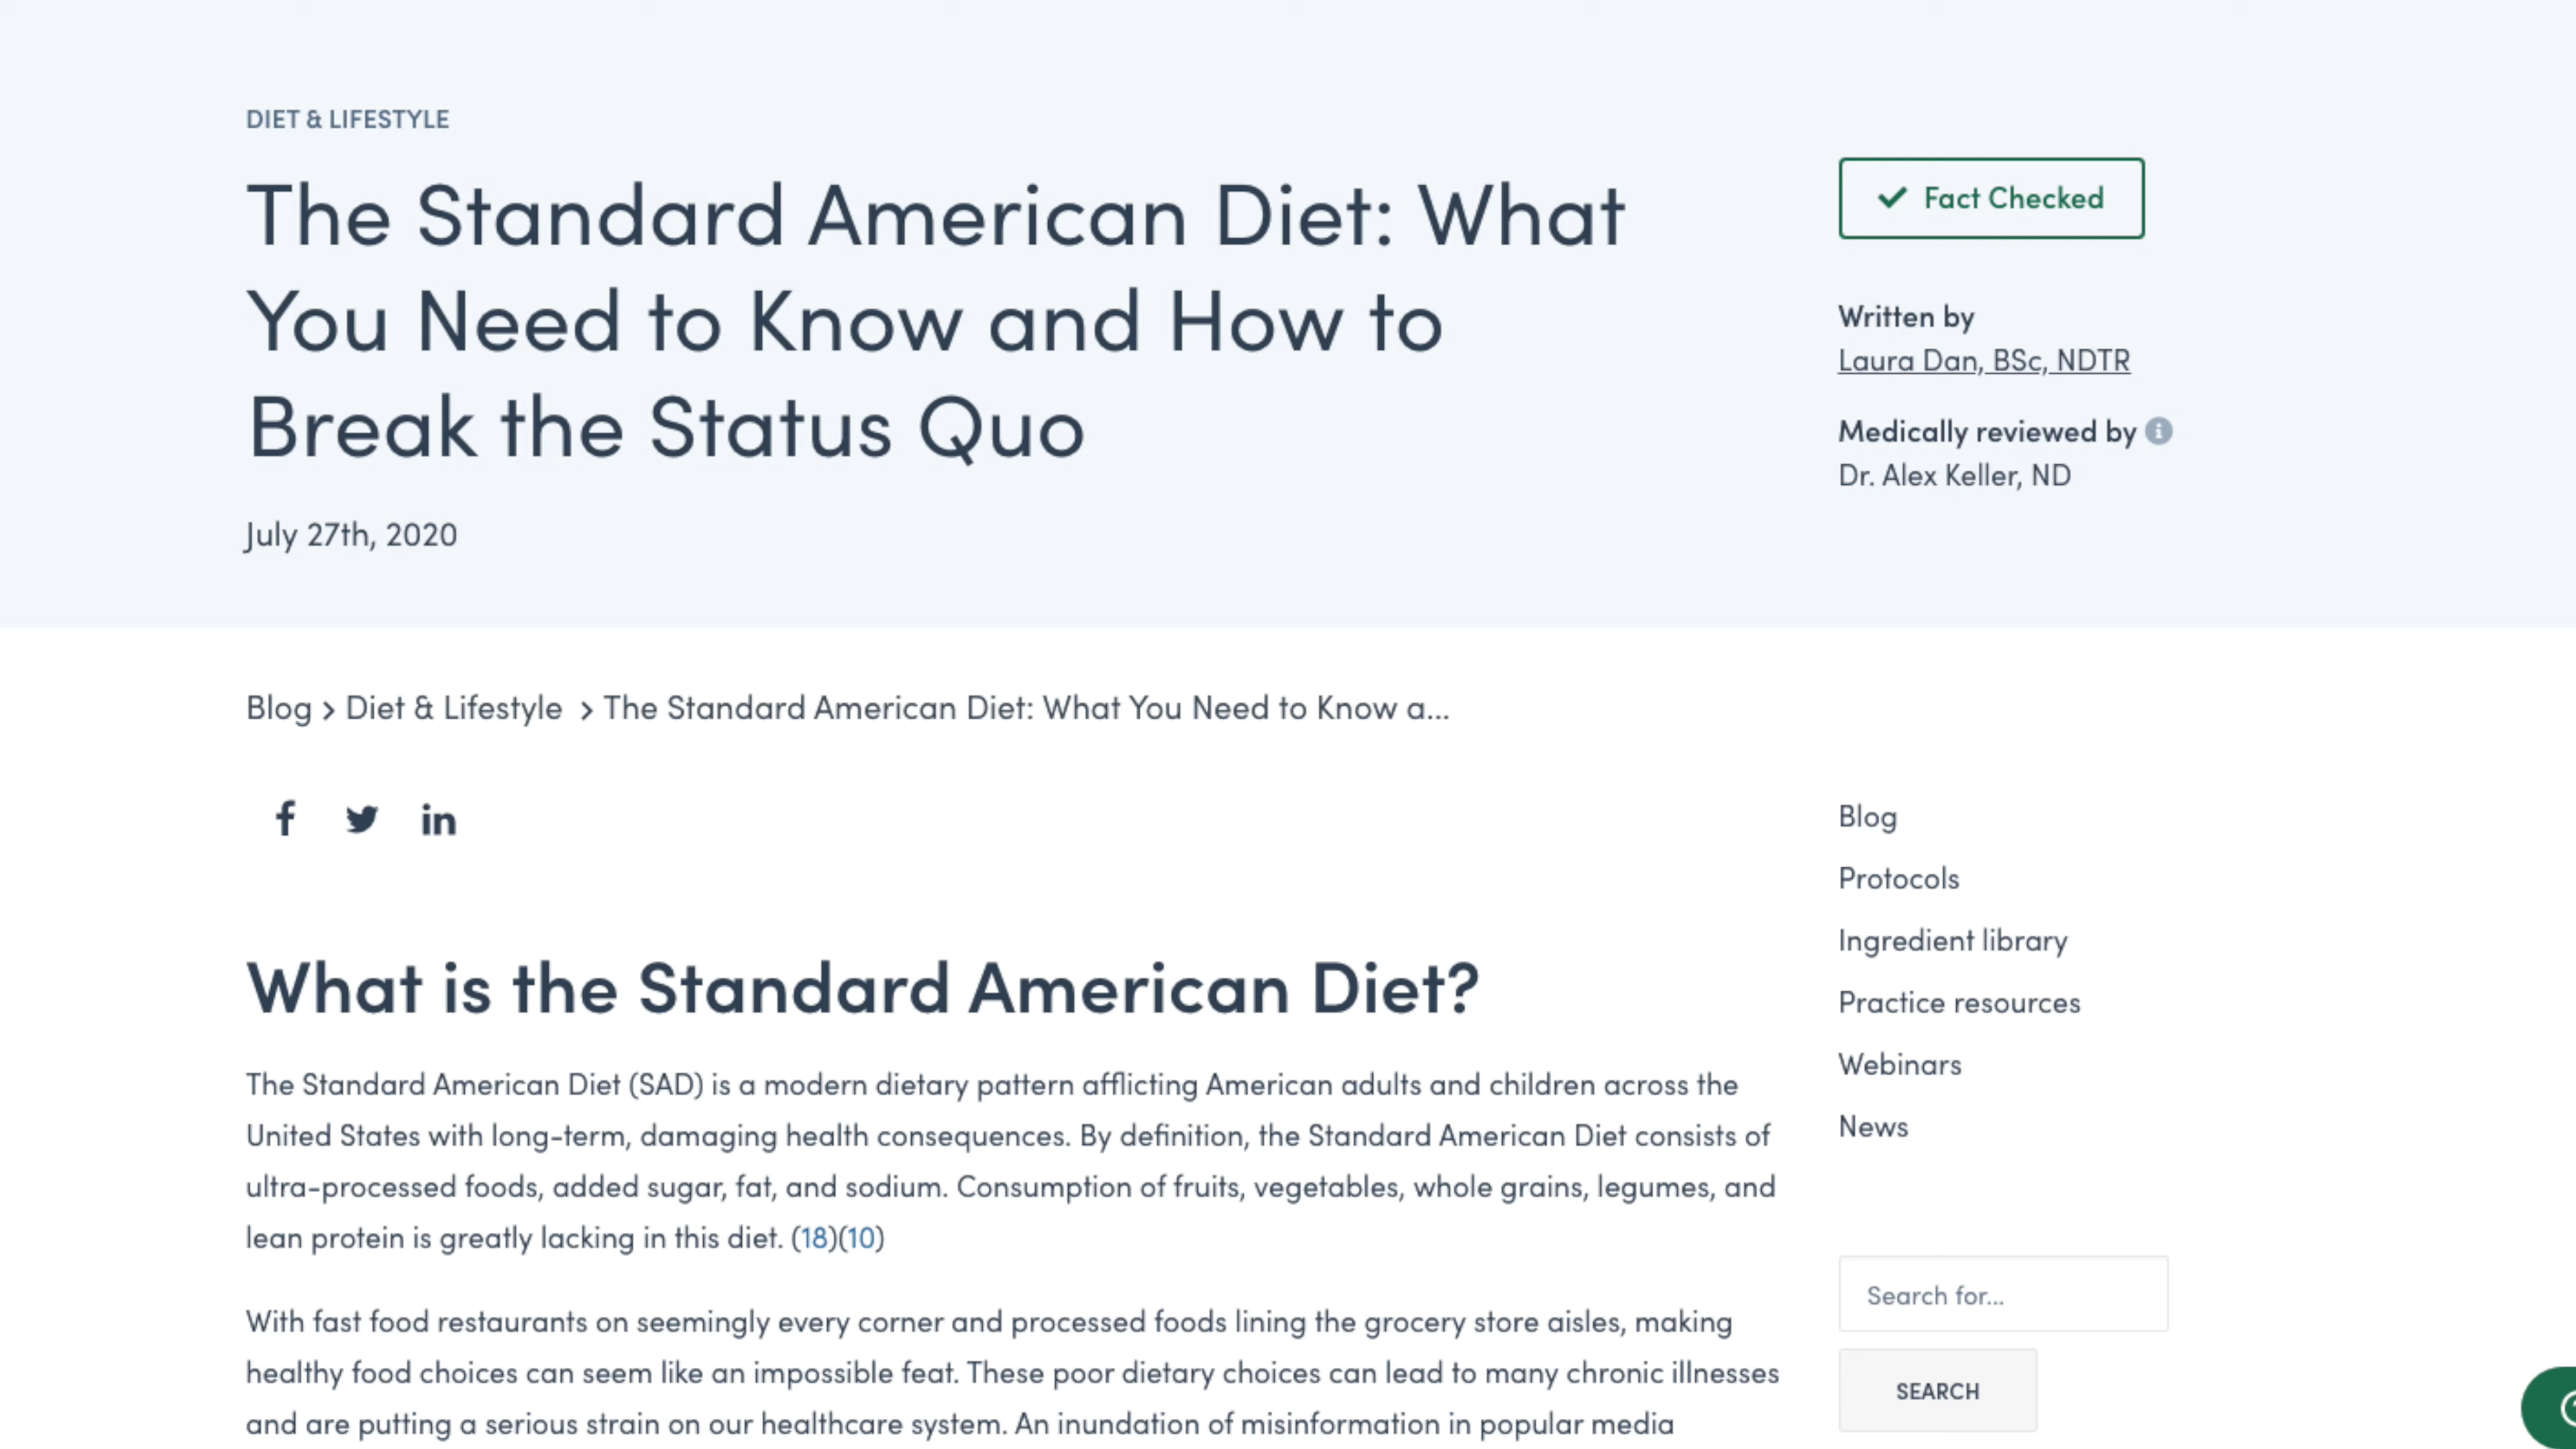 DIET & LIFESTYLE
The Standard American Diet: What
You Need to Know and How to
Break the Status Quo
July 27th, 2020
Fact Checked
Written by
Laura Dan, BSc, NDTR
Medically reviewed by
Dr. Alex Keller, ND
Blog > Diet & Lifestyle > The Standard American Diet: What You Need to Know a...
What is the Standard American Diet?
The Standard American Diet (SAD) is a modern dietary pattern afflicting American adults and children across the
United States with long-term, damaging health consequences. By definition, the Standard American Diet consists of
ultra-processed foods, added sugar, fat, and sodium. Consumption of fruits, vegetables, whole grains, legumes, and
lean protein is greatly lacking in this diet. (18)(10)
With fast food restaurants on seemingly every corner and processed foods lining the grocery store aisles, making
healthy food choices can seem like an impossible feat. These poor dietary choices can lead to many chronic illnesses
and are putting a serious strain on our healthcare system. An inundation of misinformation in popular media
Blog
Protocols
Ingredient library
Practice resources
Webinars
News
Search for...
SEARCH